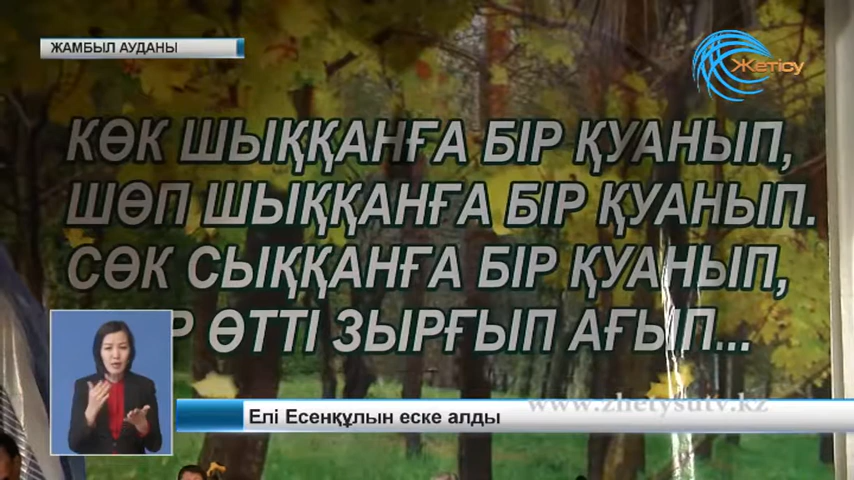 ЖАМБЫЛ АУДАНЫ
Жетісу
КӨК ШЫҚҚАНҒА БІР ҚУАНЫП,
ШӨП ШЫҚҚАНҒА БІР ҚУАНЫП.
СӨК СЫҚҚАНҒА БІР ҚУАНЫП,
ӨТТІ ЗЫРҒЫП АҒЫП...
www.zhetysutv.kz
Елі Есенқұлын еске алды